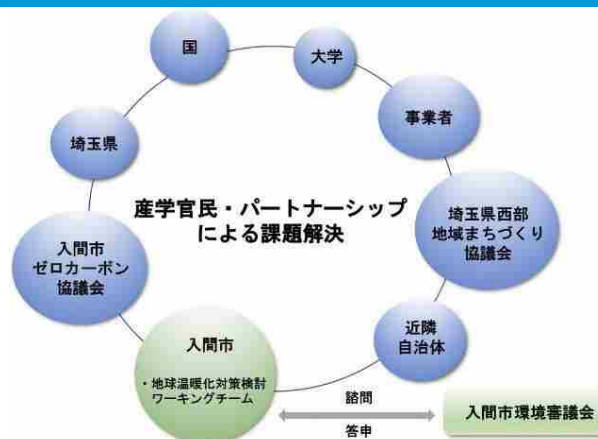 国
大学
事業者
埼玉県
産学官民・パートナーシップ
による課題解決
埼玉県西部
地域まちづくり
協議会
入間市
ゼロカーボン
協議会
近隣
自治体
入間市
・地球温暖化対策検討
ワーキングチーム
諮問
答申
入間市環境審議会